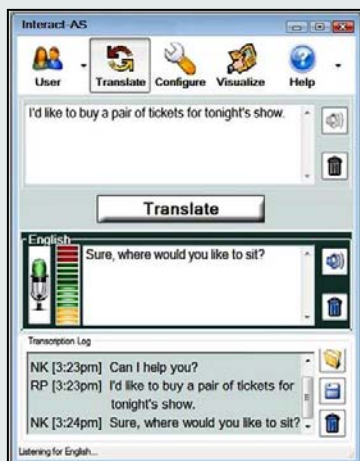 Interact-AS
User Translate Configure Visualize Help
I'd like to buy a pair of tickets for tonight's show.
Translate
English
Sure, where would you like to sit?
Transcription Log
NK [3:23pm] Can I help you?
RP [3:23pm] I'd like to buy a pair of tickets for
tonight's show.
NK [3:24pm] Sure, where would you like to sit?
Listening for English...